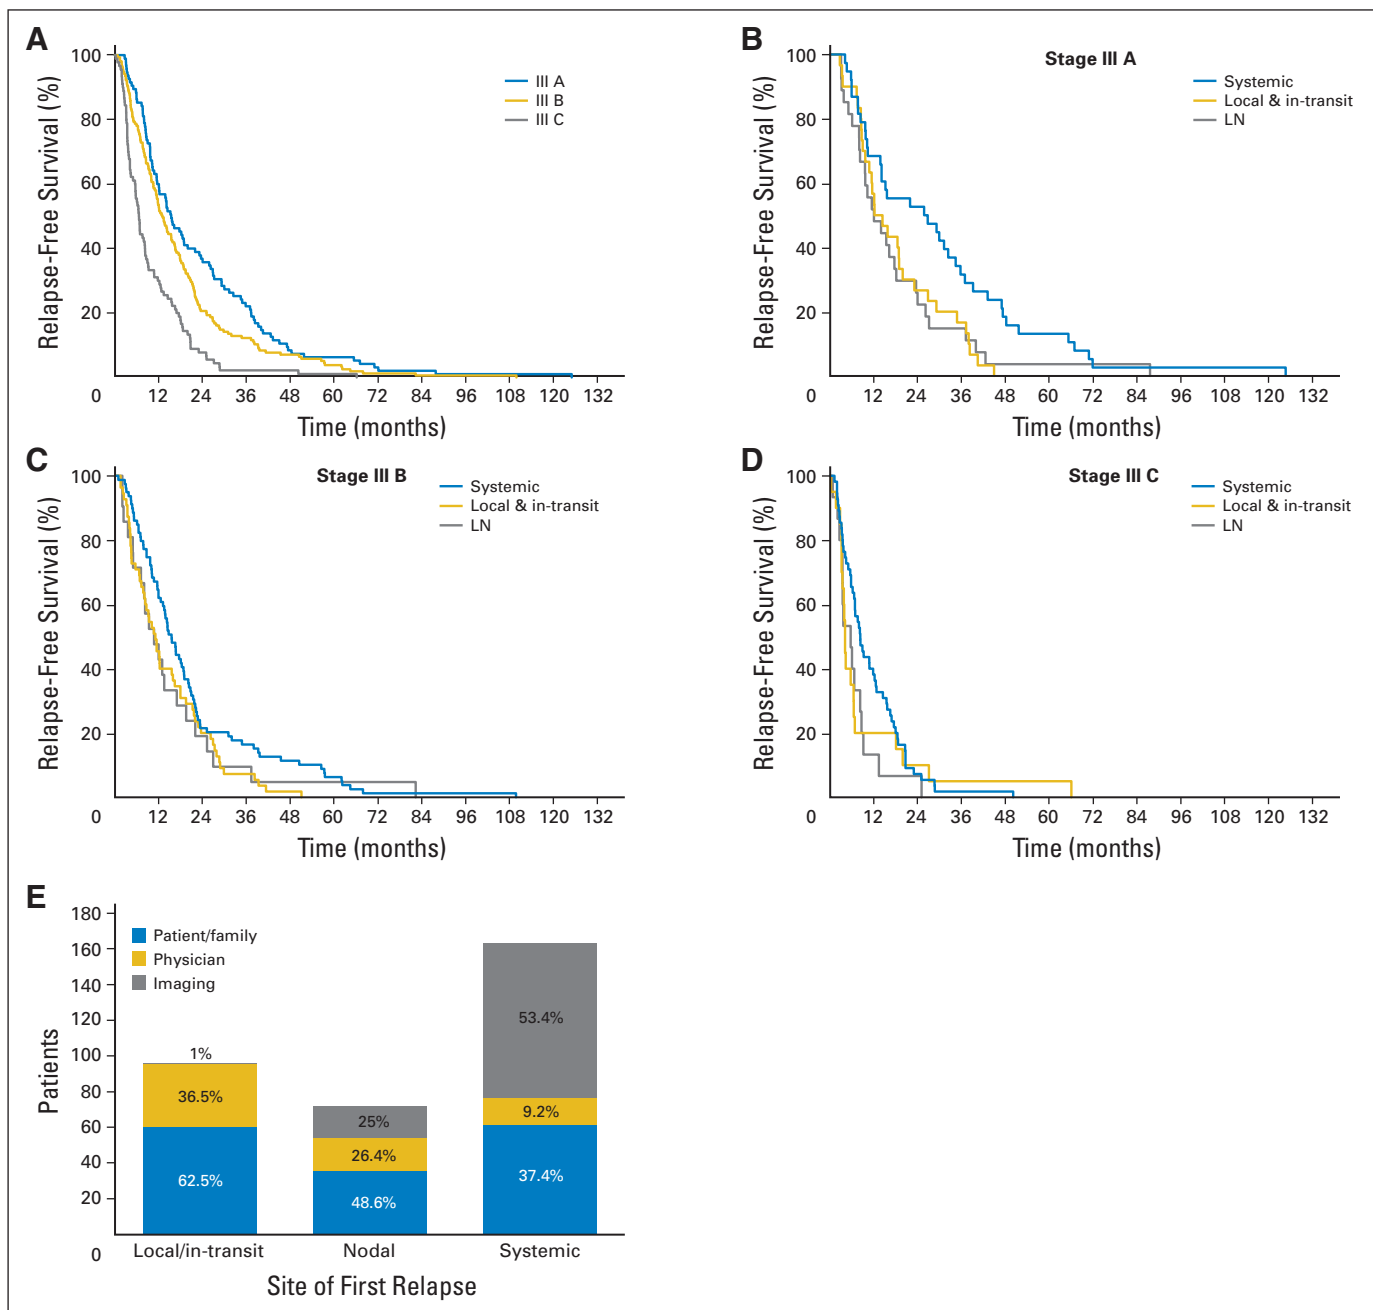 A
Relapse-Free Survival (%)
100
80
60
40
20
0
12 24 36 48 60 72 84 96 108 120 132
Time (months)
III A
III B
III C
B
Stage III A
Relapse-Free Survival (%)
100
80
60
40
20
0
12 24 36 48 60 72 84 96 108 120 132
Time (months)
Systemic
Local & in-transit
LN
C
Stage III B
Relapse-Free Survival (%)
100
80
60
40
20
0
12 24 36 48 60 72 84 96 108 120 132
Time (months)
Systemic
Local & in-transit
LN
D
Stage III C
Relapse-Free Survival (%)
100
80
60
40
20
0
12 24 36 48 60 72 84 96 108 120 132
Time (months)
Systemic
Local & in-transit
LN
E
Patients
180
160
140
120
100
80
60
40
20
0
Patient/family
Physician
Imaging
1%
36.5%
62.5%
25%
26.4%
48.6%
53.4%
9.2%
37.4%
Local/in-transit Nodal Systemic
Site of First Relapse